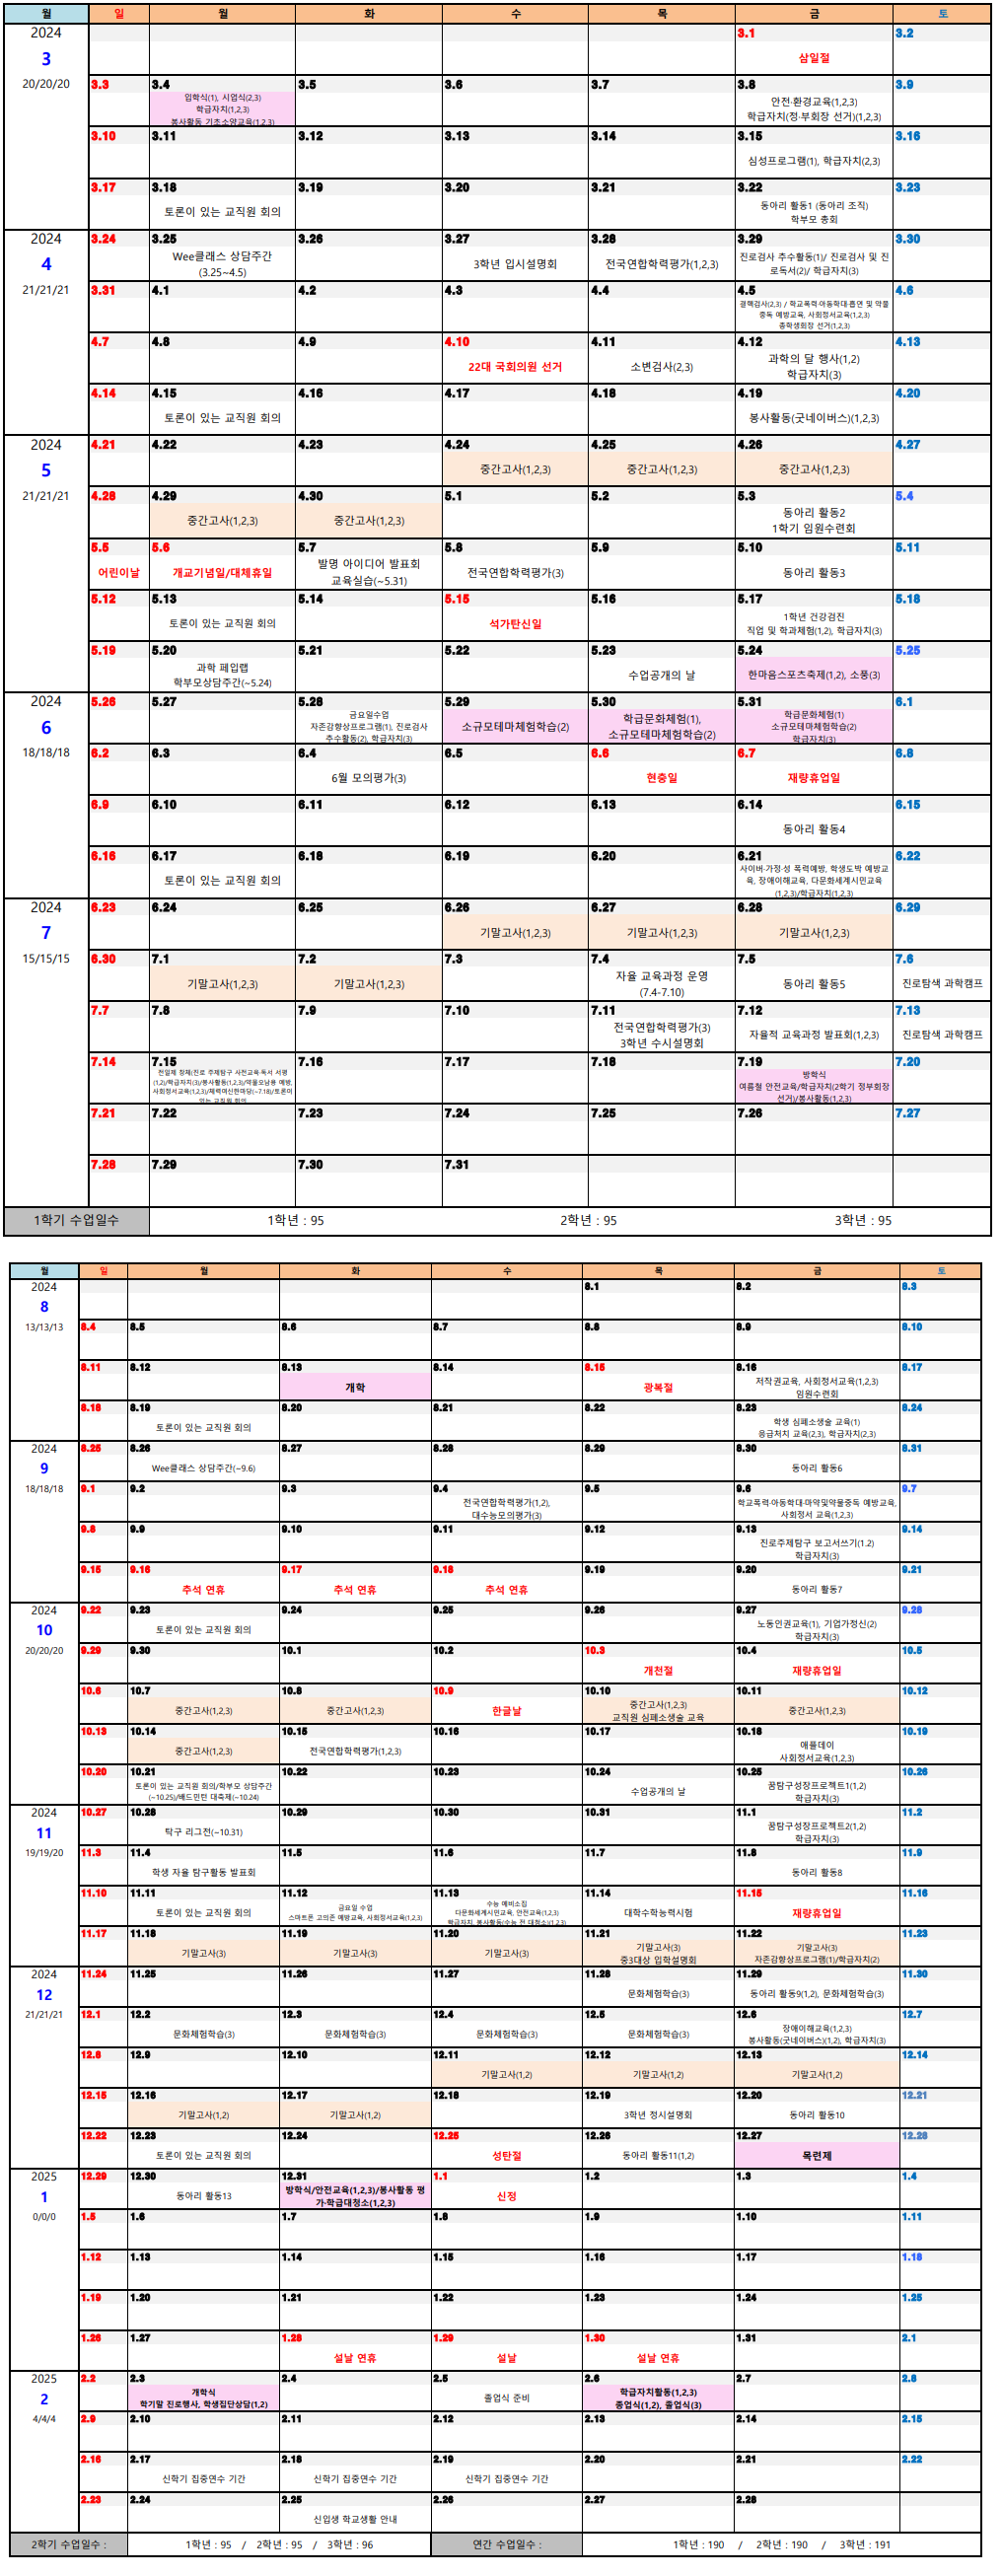 월 일 월 화 수 목 금 토
2024
3
20/20/20
3.1 3.2
삼일절
3.3 3.4 3.5 3.6 3.7 3.8 3.9
입학식(1), 시업식(2,3)
학급자치(1,2,3)
봉사활동 기초소양교육(1,2,3)
안전·환경교육(1,2,3)
학급자치(정·부회장 선거)(1,2,3)
3.10 3.11 3.12 3.13 3.14 3.15 3.16
심성프로그램(1), 학급자치(2,3)
3.17 3.18 3.19 3.20 3.21 3.22 3.23
토론이 있는 교직원 회의
동아리 활동1 (동아리 조직)
학부모 총회
2024
4
21/21/21
3.24 3.25 3.26 3.27 3.28 3.29 3.30
Wee클래스 상담주간
(3.25~4.5)
3학년 입시설명회
전국연합학력평가(1,2,3)
진로검사 추수활동(1)/ 진로검사 및 진
로독서(2)/ 학급자치(3)
3.31 4.1 4.2 4.3 4.4 4.5 4.6
결핵검사(2,3) / 학교폭력·아동학대·흡연 및 약물
중독 예방교육, 사회정서교육(1,2,3)
총학생회장 선거(1,2,3)
4.7 4.8 4.9 4.10 4.11 4.12 4.13
22대 국회의원 선거
소변검사(2,3)
과학의 달 행사(1,2)
학급자치(3)
4.14 4.15 4.16 4.17 4.18 4.19 4.20
토론이 있는 교직원 회의
봉사활동(굿네이버스)(1,2,3)
2024
5
21/21/21
4.21 4.22 4.23 4.24 4.25 4.26 4.27
중간고사(1,2,3) 중간고사(1,2,3) 중간고사(1,2,3)
4.28 4.29 4.30 5.1 5.2 5.3 5.4
중간고사(1,2,3) 중간고사(1,2,3)
동아리 활동2
1학기 임원수련회
5.5 5.6 5.7 5.8 5.9 5.10 5.11
어린이날
개교기념일/대체휴일
발명 아이디어 발표회
교육실습(~5.31)
전국연합학력평가(3)
동아리 활동3
5.12 5.13 5.14 5.15 5.16 5.17 5.18
토론이 있는 교직원 회의
석가탄신일
1학년 건강검진
직업 및 학과체험(1,2), 학급자치(3)
5.19 5.20 5.21 5.22 5.23 5.24 5.25
과학 페임랩
학부모상담주간(~5.24)
수업공개의 날
한마음스포츠축제(1,2), 소풍(3)
2024
6
18/18/18
5.26 5.27 5.28 5.29 5.30 5.31 6.1
금요일수업
자존감향상프로그램(1), 진로검사
추수활동(2), 학급자치(3)
소규모테마체험학습(2)
학급문화체험(1),
소규모테마체험학습(2)
학급문화체험(1)
소규모테마체험학습(2)
학급자치(3)
6.2 6.3 6.4 6.5 6.6 6.7 6.8
6월 모의평가(3)
현충일
재량휴업일
6.9 6.10 6.11 6.12 6.13 6.14 6.15
동아리 활동4
6.16 6.17 6.18 6.19 6.20 6.21 6.22
토론이 있는 교직원 회의
사이버·가정·성 폭력예방, 학생도박 예방교
육, 장애이해교육, 다문화세계시민교육
(1,2,3)/학급자치(1,2,3)
2024
7
15/15/15
6.23 6.24 6.25 6.26 6.27 6.28 6.29
기말고사(1,2,3) 기말고사(1,2,3) 기말고사(1,2,3)
6.30 7.1 7.2 7.3 7.4 7.5 7.6
기말고사(1,2,3) 기말고사(1,2,3)
자율 교육과정 운영
(7.4-7.10)
동아리 활동5
진로탐색 과학캠프
7.7 7.8 7.9 7.10 7.11 7.12 7.13
전국연합학력평가(3)
3학년 수시설명회
자율적 교육과정 발표회(1,2,3)
진로탐색 과학캠프
7.14 7.15 7.16 7.17 7.18 7.19 7.20
전일제 창체(진로 주제탐구 사전교육·독서 서평
(1,2)/학급자치(3)/봉사활동(1,2,3)/약물오남용 예방,
사회정서교육(1,2,3)/체력여신한마당(~7.18)/토론이
있는 교직원 회의
방학식
여름철 안전교육/학급자치(2학기 정부회장
선거)/봉사활동(1,2,3)
7.21 7.22 7.23 7.24 7.25 7.26 7.27
7.28 7.29 7.30 7.31
1학기 수업일수 1학년 : 95 2학년 : 95 3학년 : 95
월 일 월 화 수 목 금 토
2024
8
13/13/13
8.1 8.2 8.3
8.4 8.5 8.6 8.7 8.8 8.9 8.10
8.11 8.12 8.13 8.14 8.15 8.16 8.17
개학
광복절
저작권교육, 사회정서교육(1,2,3)
임원수련회
8.18 8.19 8.20 8.21 8.22 8.23 8.24
토론이 있는 교직원 회의
학생 심폐소생술 교육(1)
응급처치 교육(2,3), 학급자치(2,3)
2024
9
18/18/18
8.25 8.26 8.27 8.28 8.29 8.30 8.31
Wee클래스 상담주간(~9.6)
동아리 활동6
9.1 9.2 9.3 9.4 9.5 9.6 9.7
전국연합학력평가(1,2),
대수능모의평가(3)
학교폭력·아동학대·마약및약물중독 예방교육,
사회정서 교육(1,2,3)
9.8 9.9 9.10 9.11 9.12 9.13 9.14
진로주제탐구 보고서쓰기(1.2)
학급자치(3)
9.15 9.16 9.17 9.18 9.19 9.20 9.21
추석 연휴 추석 연휴 추석 연휴
동아리 활동7
2024
10
20/20/20
9.22 9.23 9.24 9.25 9.26 9.27 9.28
토론이 있는 교직원 회의
노동인권교육(1), 기업가정신(2)
학급자치(3)
9.29 9.30 10.1 10.2 10.3 10.4 10.5
개천절
재량휴업일
10.6 10.7 10.8 10.9 10.10 10.11 10.12
중간고사(1,2,3) 중간고사(1,2,3)
한글날
중간고사(1,2,3)
교직원 심폐소생술 교육
중간고사(1,2,3)
10.13 10.14 10.15 10.16 10.17 10.18 10.19
중간고사(1,2,3)
전국연합학력평가(1,2,3)
애플데이
사회정서교육(1,2,3)
10.20 10.21 10.22 10.23 10.24 10.25 10.26
토론이 있는 교직원 회의/학부모 상담주간
(~10.25)/배드민턴 대축제(~10.24)
수업공개의 날
꿈탐구성장프로젝트1(1,2)
학급자치(3)
2024
11
19/19/20
10.27 10.28 10.29 10.30 10.31 11.1 11.2
탁구 리그전(~10.31)
꿈탐구성장프로젝트2(1,2)
학급자치(3)
11.3 11.4 11.5 11.6 11.7 11.8 11.9
학생 자율 탐구활동 발표회
동아리 활동8
11.10 11.11 11.12 11.13 11.14 11.15 11.16
토론이 있는 교직원 회의
금요일 수업
스마트폰 고의존 예방교육, 사회정서교육(1,2,3)
수능 예비소집
다문화세계시민교육, 안전교육(1,2,3)
학급자치, 봉사활동(수능 전 대청소)(1,2,3)
대학수학능력시험
재량휴업일
11.17 11.18 11.19 11.20 11.21 11.22 11.23
기말고사(3) 기말고사(3) 기말고사(3)
기말고사(3)
중3대상 입학설명회
기말고사(3)
자존감향상프로그램(1)/학급자치(2)
2024
12
21/21/21
11.24 11.25 11.26 11.27 11.28 11.29 11.30
문화체험학습(3)
동아리 활동9(1,2), 문화체험학습(3)
12.1 12.2 12.3 12.4 12.5 12.6 12.7
문화체험학습(3) 문화체험학습(3) 문화체험학습(3) 문화체험학습(3)
장애이해교육(1,2,3)
봉사활동(굿네이버스)(1,2), 학급자치(3)
12.8 12.9 12.10 12.11 12.12 12.13 12.14
기말고사(1,2) 기말고사(1,2) 기말고사(1,2)
12.15 12.16 12.17 12.18 12.19 12.20 12.21
기말고사(1,2) 기말고사(1,2)
3학년 정시설명회
동아리 활동10
12.22 12.23 12.24 12.25 12.26 12.27 12.28
토론이 있는 교직원 회의
성탄절
동아리 활동11(1,2)
목련제
2025
1
0/0/0
12.29 12.30 12.31 1.1 1.2 1.3 1.4
동아리 활동13
방학식/안전교육(1,2,3)/봉사활동 평
가·학급대청소(1,2,3)
신정
1.5 1.6 1.7 1.8 1.9 1.10 1.11
1.12 1.13 1.14 1.15 1.16 1.17 1.18
1.19 1.20 1.21 1.22 1.23 1.24 1.25
1.26 1.27 1.28 1.29 1.30 1.31 2.1
설날 연휴 설날 설날 연휴
2025
2
4/4/4
2.2 2.3 2.4 2.5 2.6 2.7 2.8
개학식
학기말 진로행사, 학생집단상담(1,2)
졸업식 준비
학급자치활동(1,2,3)
종업식(1,2), 졸업식(3)
2.9 2.10 2.11 2.12 2.13 2.14 2.15
2.16 2.17 2.18 2.19 2.20 2.21 2.22
신학기 집중연수 기간 신학기 집중연수 기간 신학기 집중연수 기간
2.23 2.24 2.25 2.26 2.27 2.28
신입생 학교생활 안내
2학기 수업일수 : 1학년 : 95 / 2학년 : 95 / 3학년 : 96 연간 수업일수 : 1학년 : 190 / 2학년 : 190 / 3학년 : 191